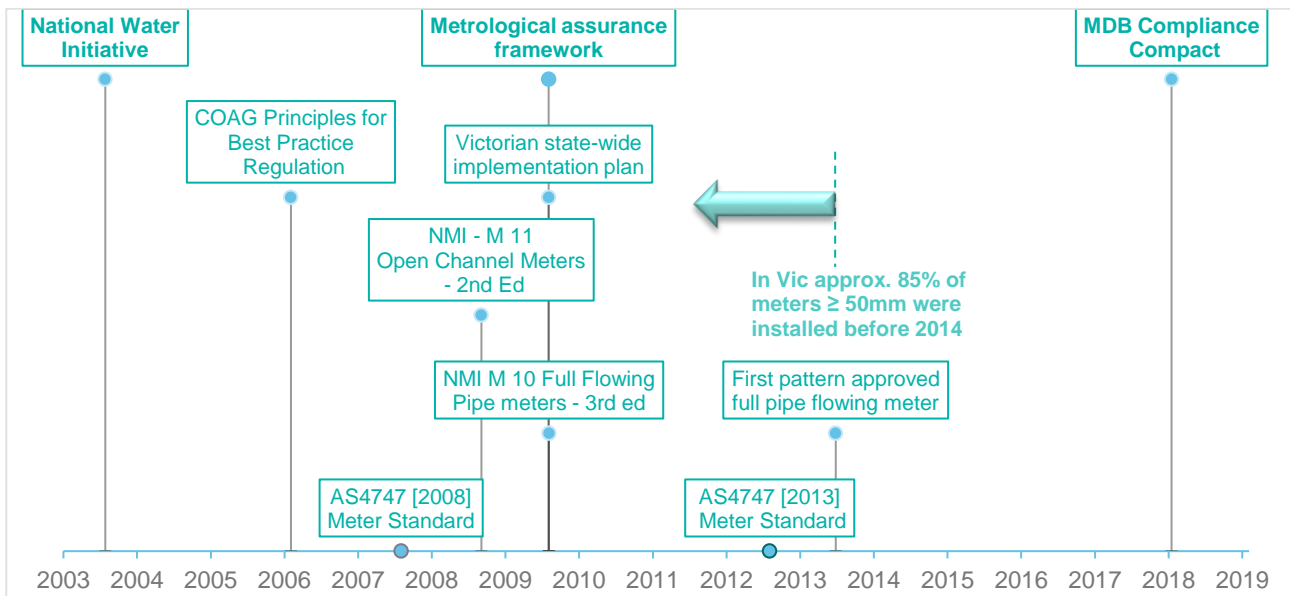 National Water
Initiative
Metrological assurance
framework
MDB Compliance
Compact
COAG Principles for
Best Practice
Regulation
Victorian state-wide
implementation plan
NMI - M 11
Open Channel Meters
- 2nd Ed
In Vic approx. 85% of
meters ≥ 50mm were
installed before 2014
NMI M 10 Full Flowing
Pipe meters - 3rd ed
First pattern approved
full pipe flowing meter
AS4747 [2008]
Meter Standard
AS4747 [2013]
Meter Standard
2003 2004 2005 2006 2007 2008 2009 2010 2011 2012 2013 2014 2015 2016 2017 2018 2019